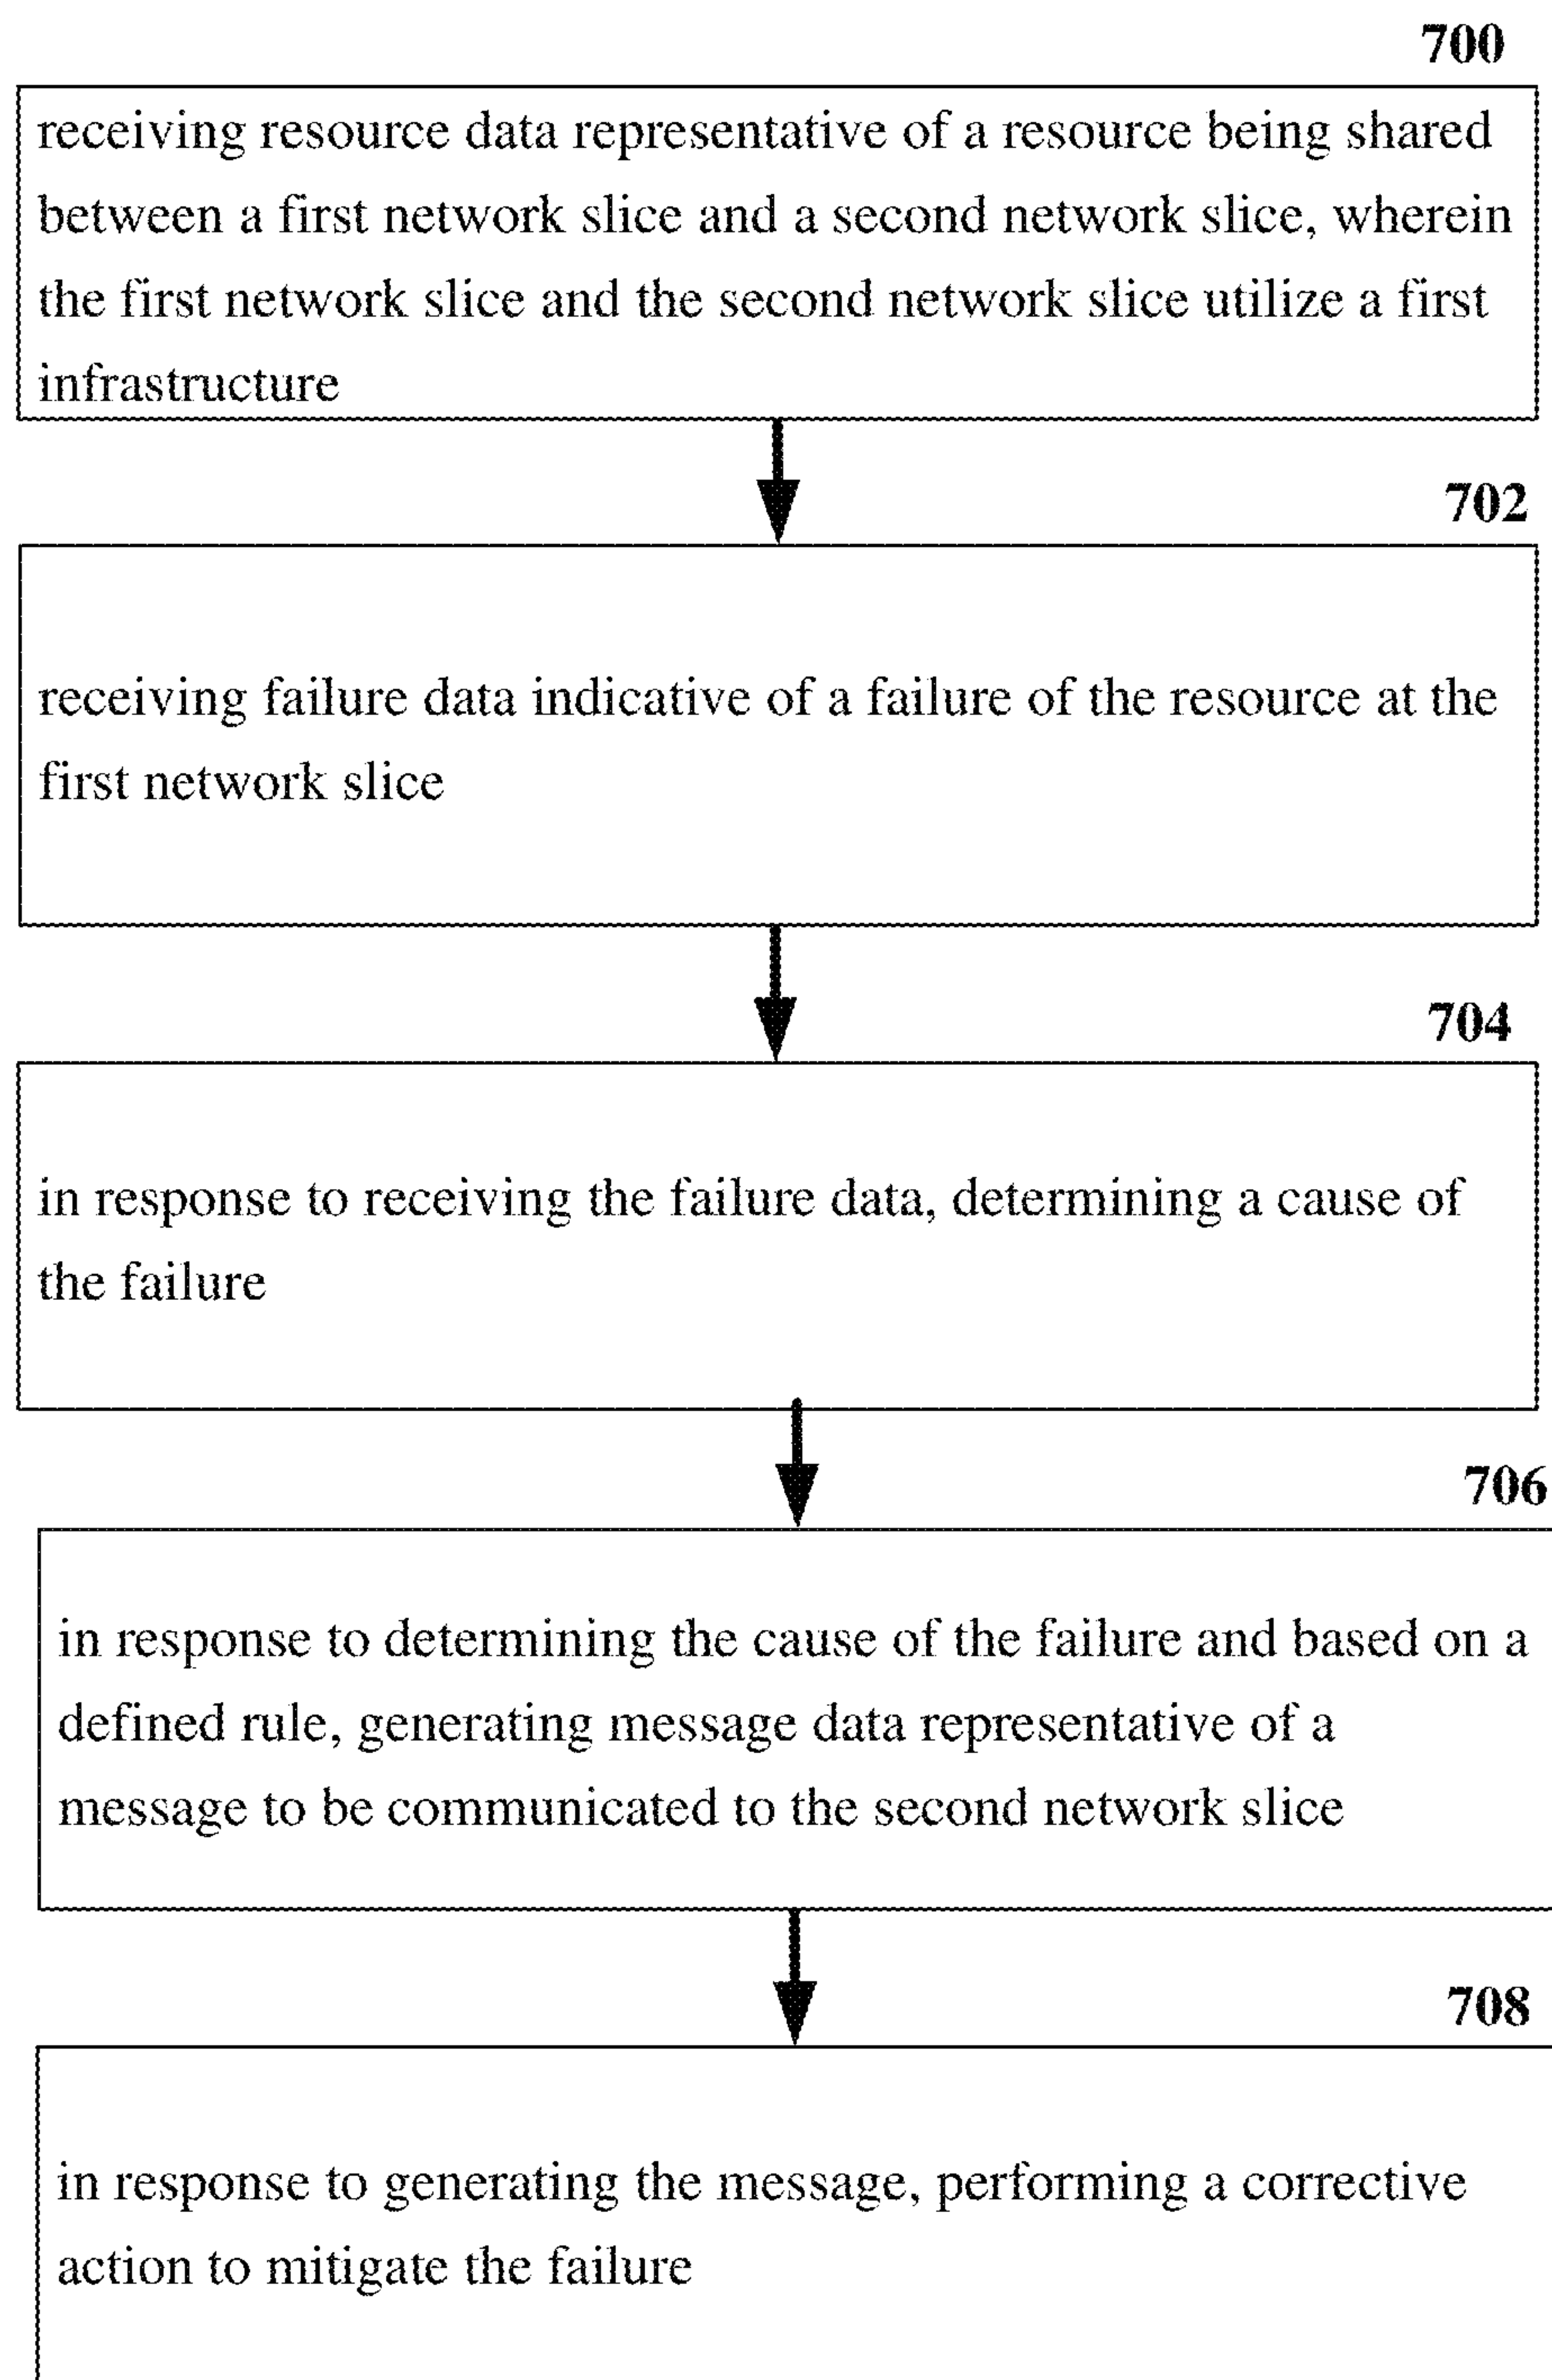 700
receiving resource data representative of a resource being shared
between a first network slice and a second network slice, wherein
the first network slice and the second network slice utilize a first
infrastructure
702
receiving failure data indicative of a failure of the resource at the
first network slice
704
in response to receiving the failure data, determining a cause of
the failure
706
in response to determining the cause of the failure and based on a
defined rule, generating message data representative of a
message to be communicated to the second network slice
708
in response to generating the message, performing a corrective
action to mitigate the failure